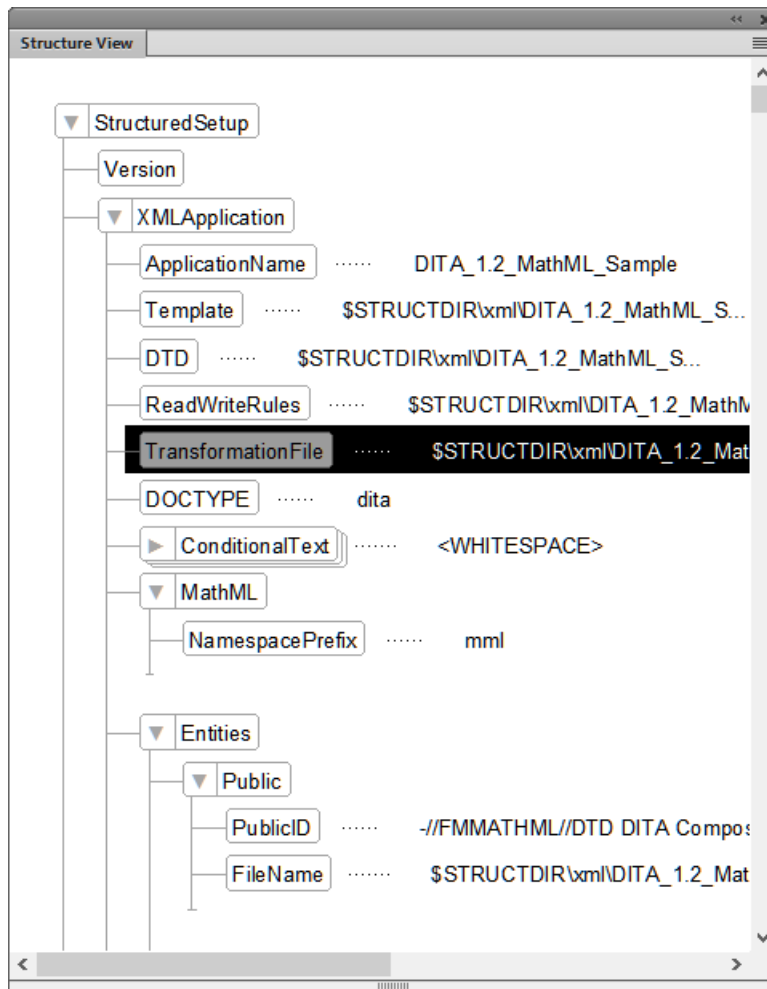 Structure View
StructuredSetup
Version
XMLApplication
ApplicationName ...... DITA_1.2_MathML_Sample
Template ...... $STRUCTDIR\xml\DITA_1.2_MathML_S...
DTD ...... $STRUCTDIR\xml\DITA_1.2_MathML_S...
ReadWriteRules ...... $STRUCTDIR\xml\DITA_1.2_Math
TransformationFile ...... $STRUCTDIR\xml\DITA_1.2_Mat
DOCTYPE ...... dita
ConditionalText ....... <WHITESPACE>
MathML
NamespacePrefix ...... mml
Entities
Public
PublicID ...... -//FMMATHML//DTD DITA Compos
FileName ....... $STRUCTDIR\xml\DITA_1.2_Mat